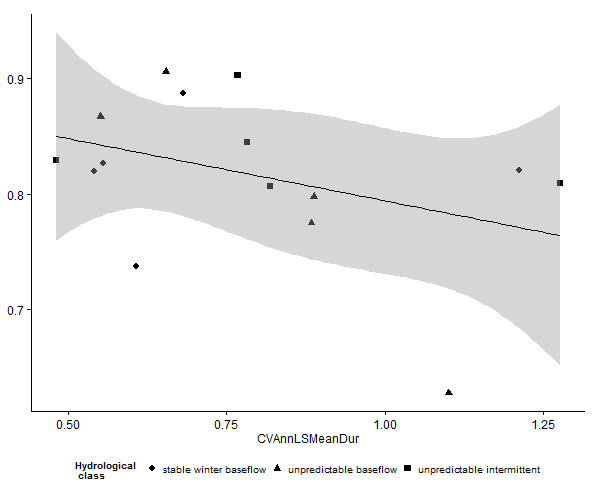 0.9
0.8
0.7
0.50 0.75 1.00 1.25
CVAnnLSMeanDur
Hydrological
class
stable winter baseflow unpredictable baseflow unpredictable intermittent